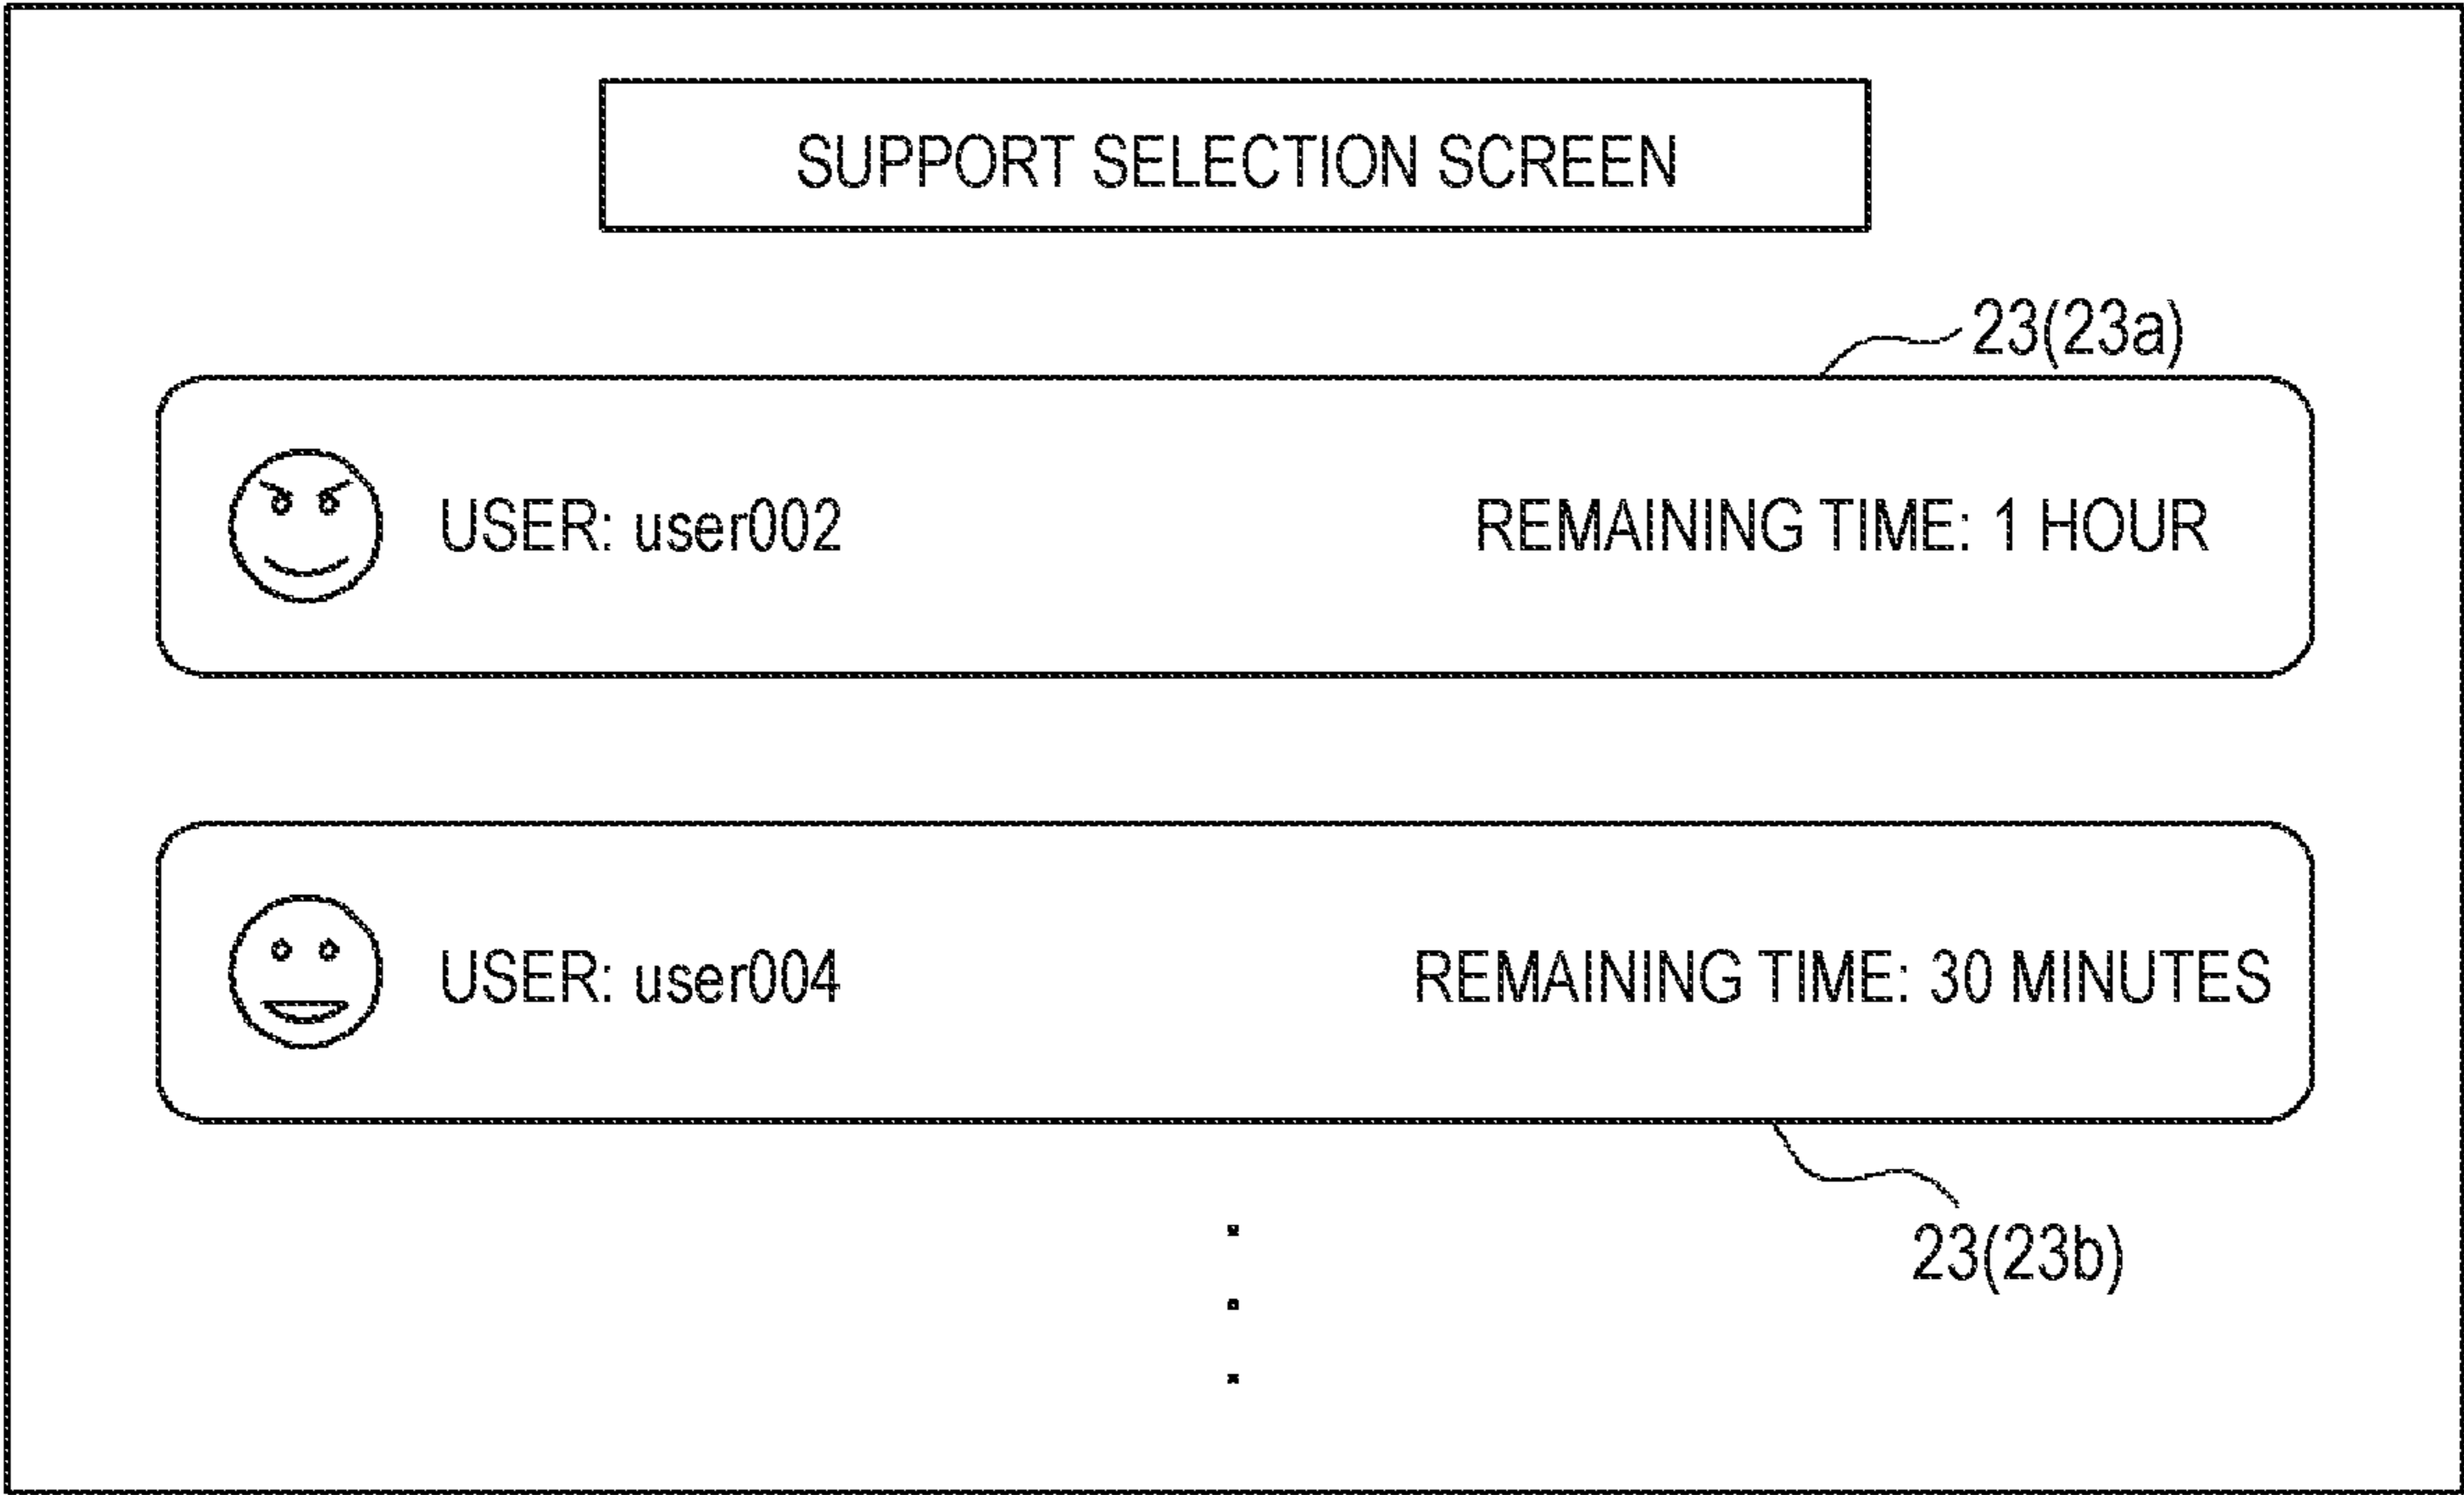 SUPPORT SELECTION SCREEN
23(23a)
USER: user002 REMAINING TIME: 1 HOUR
USER: user004 REMAINING TIME: 30 MINUTES
23(23b)